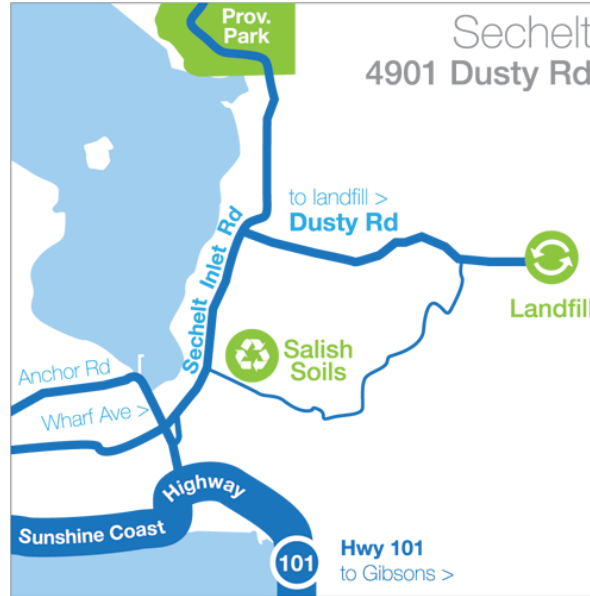 Prov.
Park
Sechelt
4901 Dusty Rd
to landfill >
Dusty Rd
Sechelt Inlet Rd
Landfill
Salish
Soils
Anchor Rd
Wharf Ave >
Highway
Sunshine Coast
101
Hwy 101
to Gibsons >